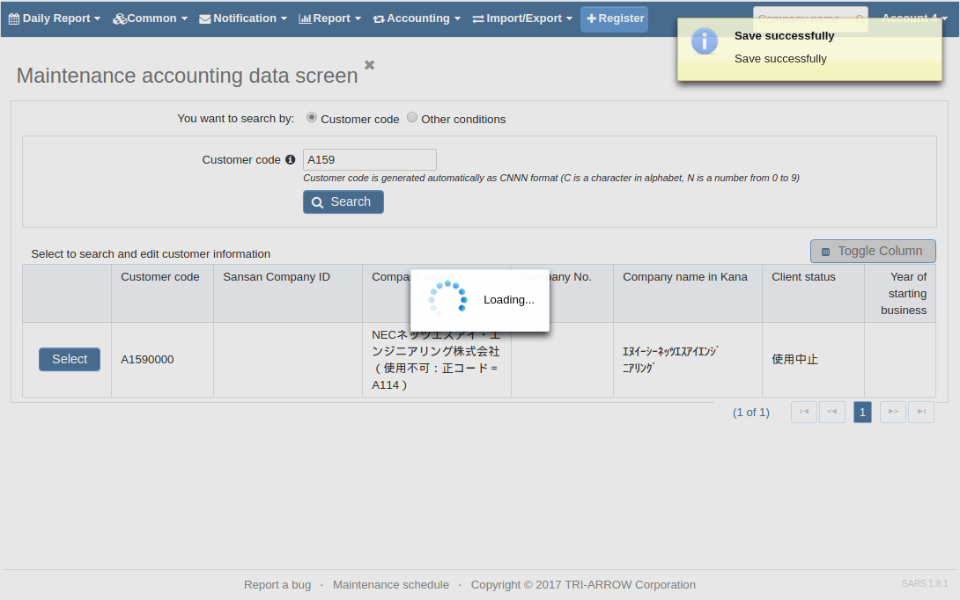 Daily Report Common Notification Report Accounting Import/Export Register Account 4
Save successfully
Save successfully
Maintenance accounting data screen
You want to search by: Customer code Other conditions
Customer code A159
Customer code is generated automatically as CNNN format (C is a character in alphabet, N is a number from 0 to 9)
Search
Select to search and edit customer information
Toggle Column
Customer code Sansan Company ID Company No. Company name in Kana Client status Year of
starting
business
Loading...
Select A1590000
NECネッツエスアイ・エ
ンジニアリング株式会社
(使用不可:正コード=
A114)
ｴﾇｲｰｼｰﾈｯﾂｴｽｱｲｴﾝｼﾞ
ﾆｱﾘﾝｸﾞ
使用中止
(1 of 1) 1
Report a bug · Maintenance schedule · Copyright © 2017 TRI-ARROW Corporation
SARS 1.8.1